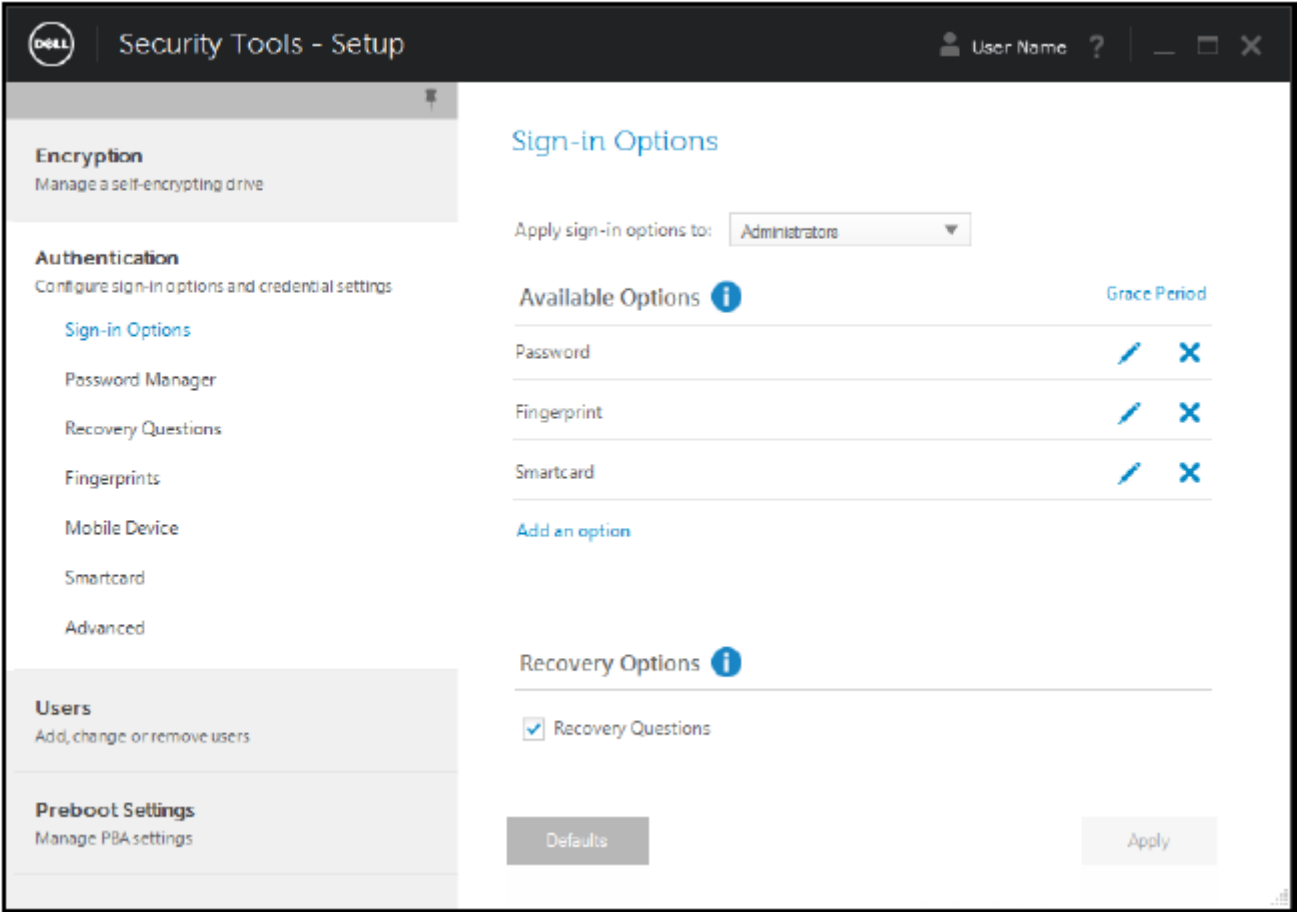 DELL
Security Tools - Setup
User Name
?
Encryption
Manage a self-encrypting drive
Authentication
Configure sign-in options and credential settings
Sign-in Options
Password Manager
Recovery Questions
Fingerprints
Mobile Device
Smartcard
Advanced
Users
Add, change or remove users
Preboot Settings
Manage PBA settings
Sign-in Options
Apply sign-in options to: Administrators
Available Options i
Grace Period
Password
Fingerprint
Smartcard
Add an option
Recovery Options i
Recovery Questions
Defaults
Apply